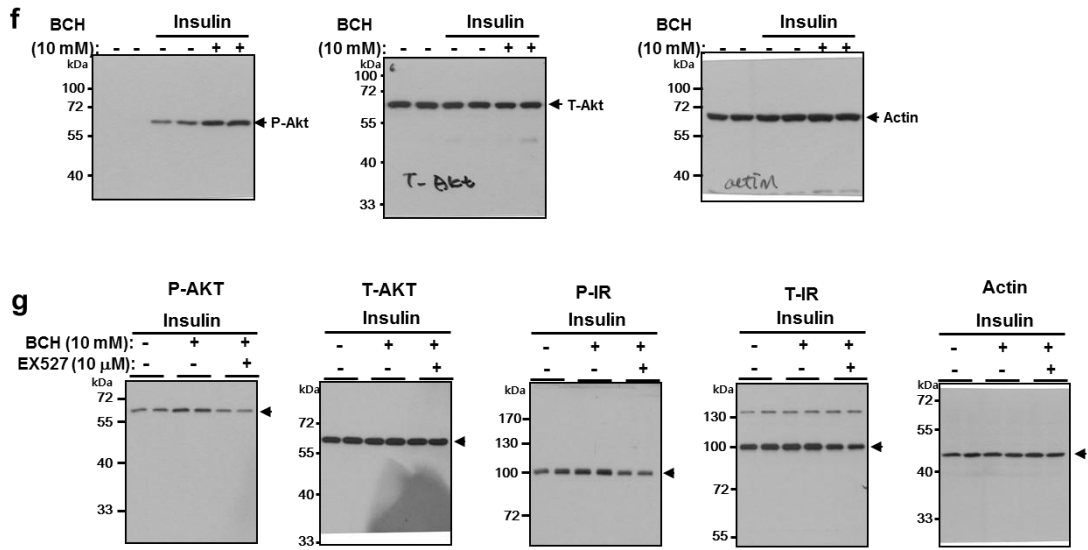 f
BCH Insulin
(10 mM): - - - - + +
kDa
100
72
55
40
P-Akt
BCH Insulin
(10 mM): - - - - + +
kDa
100
72
55
40
33
T-Akt
T-Akt
BCH Insulin
(10 mM): - - - - + +
kDa
100
72
55
40
Actin
actin
g
P-AKT
Insulin
BCH (10 mM): - + +
EX527 (10 μM): - - +
kDa
72
55
40
33
T-AKT
Insulin
- + +
- - +
kDa
72
55
40
33
P-IR
Insulin
- + +
- - +
kDa
170
130
100
72
T-IR
Insulin
- + +
- - +
kDa
130
100
72
55
Actin
Insulin
- + +
- - +
kDa
72
55
40
33